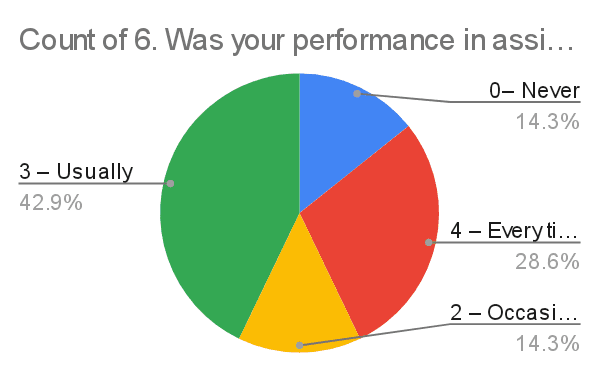 Count of 6. Was your performance in assi…
0– Never
14.3%
3 – Usually
42.9%
4 – Everyti…
28.6%
2 – Occasi…
14.3%